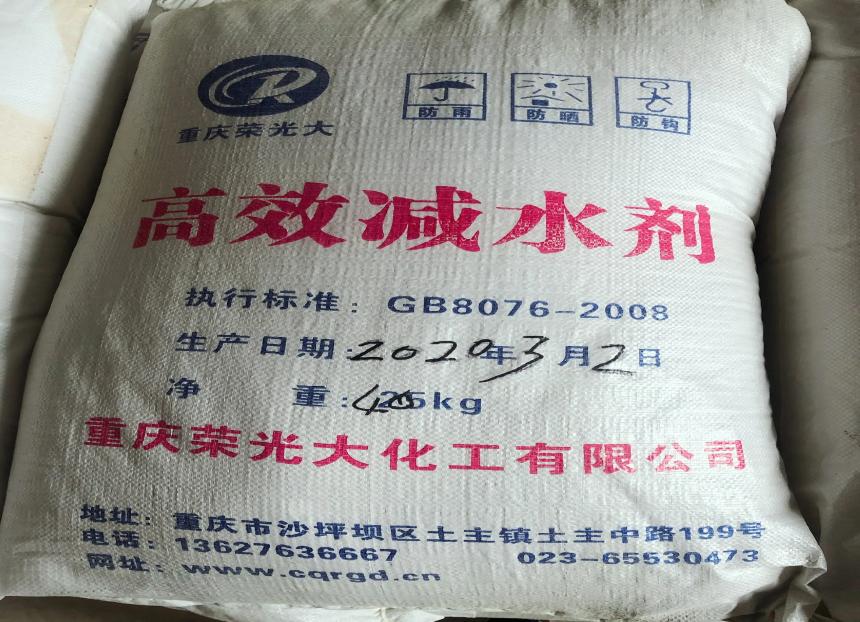 重庆荣光大
防雨 防晒 防钩
高效减水剂
执行标准：GB8076-2008
生产日期：2020年3月2日
净 重：40 25kg
重庆荣光大化工有限公司
地址：重庆市沙坪坝区土主镇土主中路199号
电话：13627636667 023-65530473
网址：www.cqrgd.cn